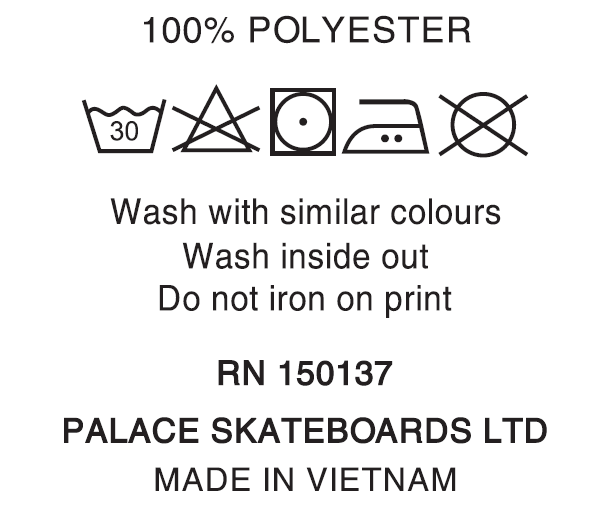 100% POLYESTER
30
Wash with similar colours
Wash inside out
Do not iron on print
RN 150137
PALACE SKATEBOARDS LTD
MADE IN VIETNAM